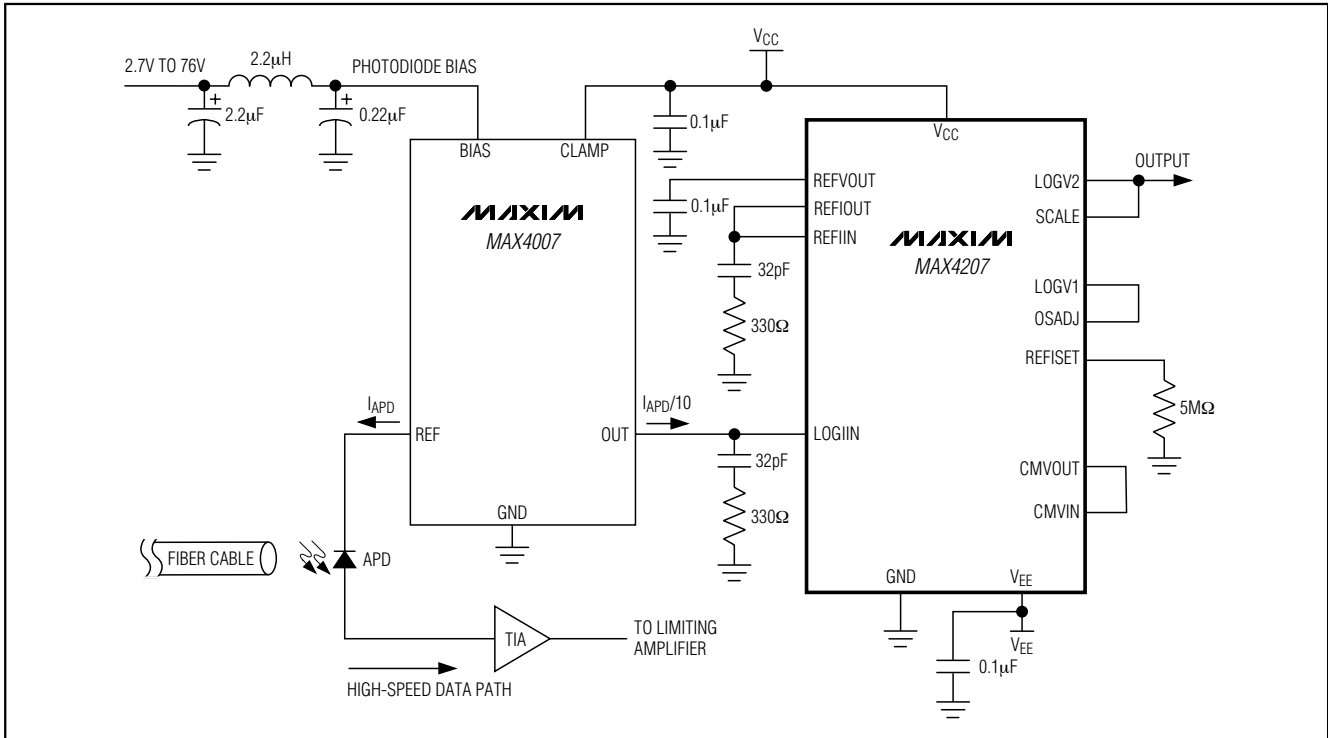 2.7V TO 76V
2.2µH
PHOTODIODE BIAS
+
2.2µF
+
0.22µF
VCC
0.1µF
BIAS
CLAMP
MAXIM
MAX4007
REF
OUT
GND
IAPD
IAPD/10
0.1µF
32pF
330Ω
32pF
330Ω
VCC
REFVOUT
REFIOUT
REFIIN
LOGIIN
MAXIM
MAX4207
LOGV2
SCALE
LOGV1
OSADJ
REFISET
CMVOUT
CMVIN
GND
VEE
OUTPUT
5MΩ
VEE
0.1µF
FIBER CABLE
APD
TIA
TO LIMITING
AMPLIFIER
HIGH-SPEED DATA PATH